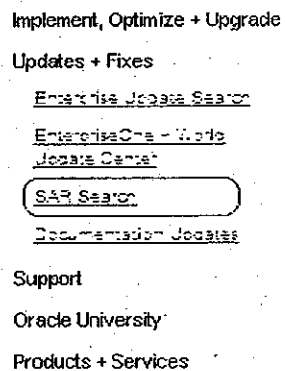 Implement, Optimize + Upgrade
Updates + Fixes
Enterprise Update Search
EnterpriseOne - World
Update Center
SAR Search
Documentation Updates
Support
Oracle University
Products + Services